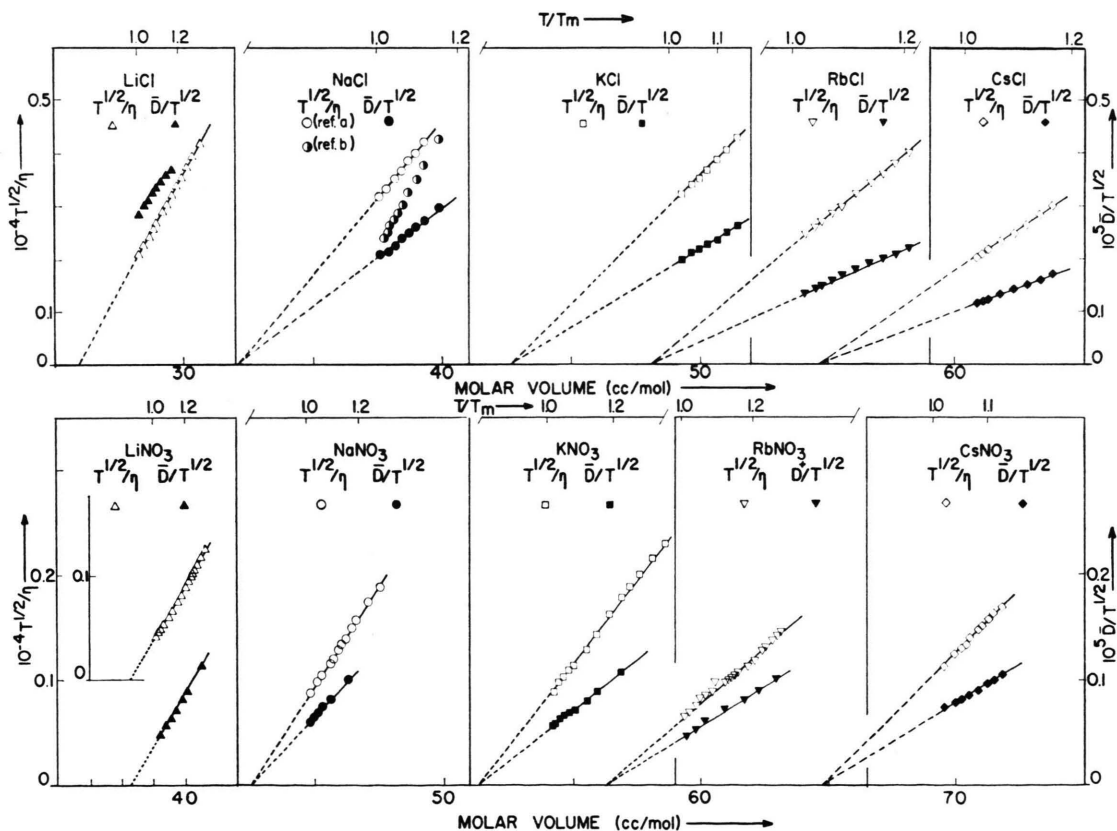 T/Tm
1.0 1.2
1.0 1.2
1.0 1.1
1.0 1.2
1.0 1.2
LiCl
T^1/2/η D̄/T^1/2
NaCl
T^1/2/η D̄/T^1/2
(ref. a)
(ref. b)
KCl
T^1/2/η D̄/T^1/2
RbCl
T^1/2/η D̄/T^1/2
CsCl
T^1/2/η D̄/T^1/2
10^-4 T^1/2/η
0.5
0.1
0
10^5 D̄/T^1/2
0.5
0.1
0
30 40 50 60
MOLAR VOLUME (cc/mol)
T/Tm
1.0 1.2
1.0 1.2
1.0 1.2
1.0 1.2
1.0 1.1
LiNO3
T^1/2/η D̄/T^1/2
NaNO3
T^1/2/η D̄/T^1/2
KNO3
T^1/2/η D̄/T^1/2
RbNO3
T^1/2/η D⁺/T^1/2
CsNO3
T^1/2/η D̄/T^1/2
10^-4 T^1/2/η
0.2
0.1
0
0.1
0
10^5 D̄/T^1/2
0.2
0.1
0
40 50 60 70
MOLAR VOLUME (cc/mol)